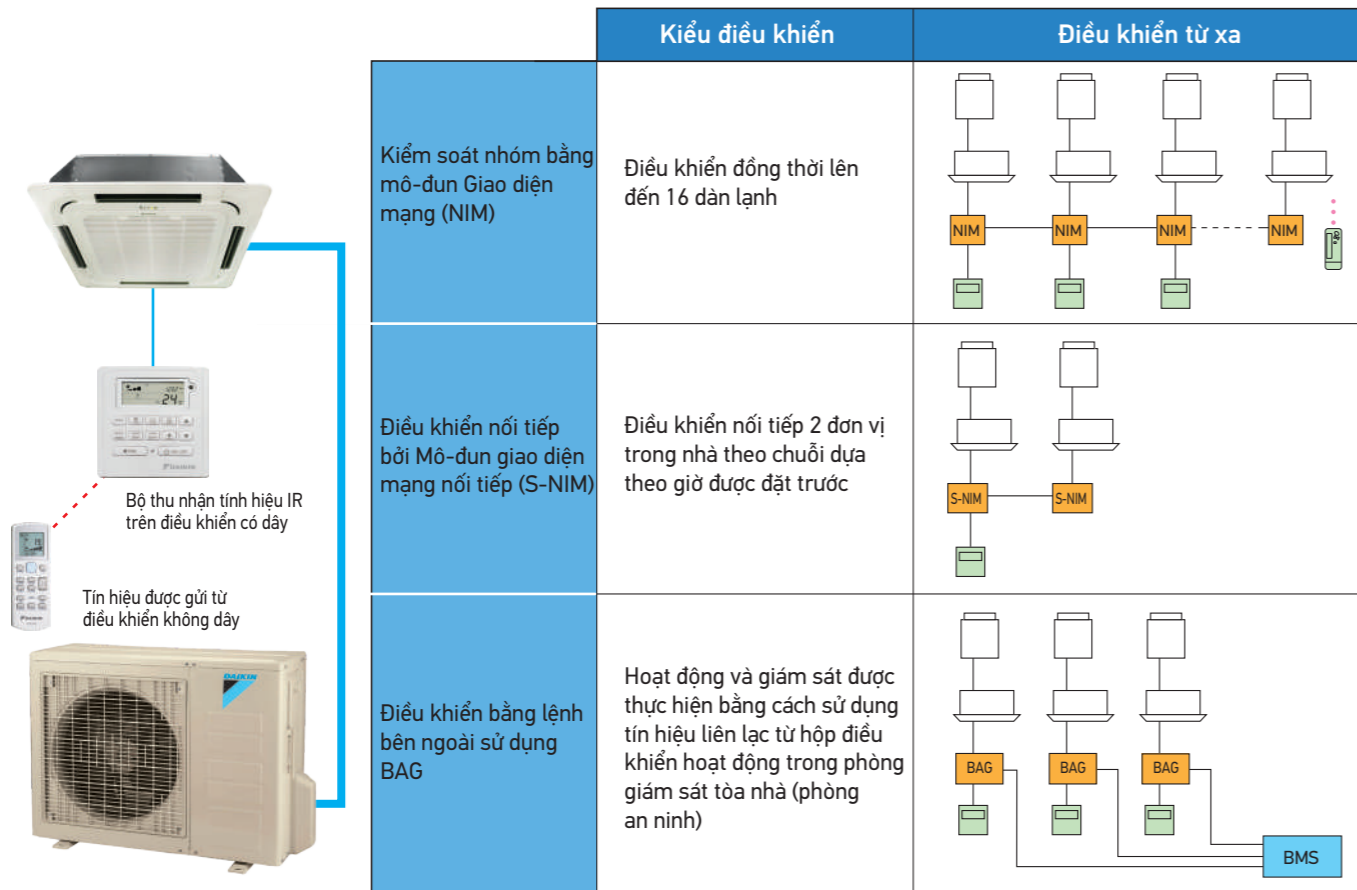 Kiểu điều khiển
Điều khiển từ xa
Kiểm soát nhóm bằng
mô-đun Giao diện
mạng (NIM)
Điều khiển đồng thời lên
đến 16 dàn lạnh
NIM
NIM
NIM
NIM
Điều khiển nối tiếp
bởi Mô-đun giao diện
mạng nối tiếp (S-NIM)
Điều khiển nối tiếp 2 đơn vị
trong nhà theo chuỗi dựa
theo giờ được đặt trước
S-NIM
S-NIM
Điều khiển bằng lệnh
bên ngoài sử dụng
BAG
Hoạt động và giám sát được
thực hiện bằng cách sử dụng
tín hiệu liên lạc từ hộp điều
khiển hoạt động trong phòng
giám sát tòa nhà (phòng
an ninh)
BAG
BAG
BAG
BMS
24
DAIKIN
Bộ thu nhận tính hiệu IR
trên điều khiển có dây
Tín hiệu được gửi từ
điều khiển không dây
DAIKIN
DAIKIN